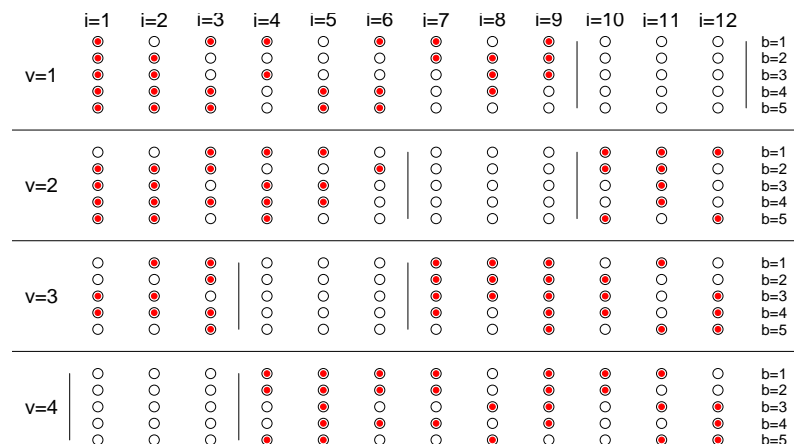 i=1 i=2 i=3 i=4 i=5 i=6 i=7 i=8 i=9 i=10 i=11 i=12
b=1
b=2
v=1 b=3
b=4
b=5
b=1
b=2
v=2 b=3
b=4
b=5
b=1
b=2
v=3 b=3
b=4
b=5
b=1
b=2
v=4 b=3
b=4
b=5